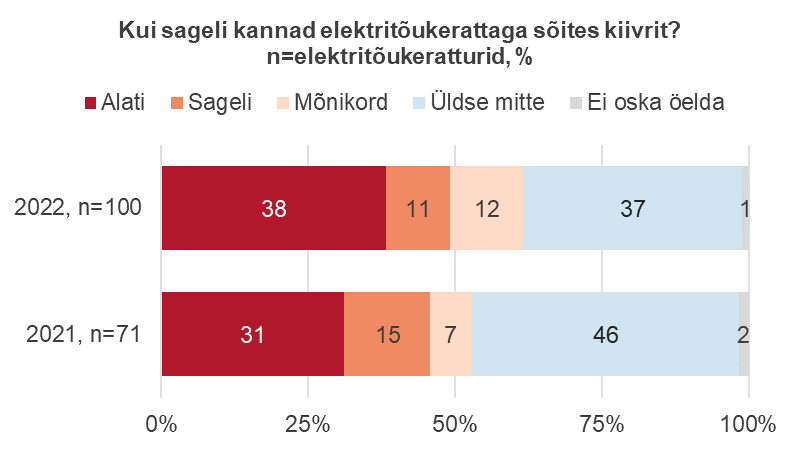 Kui sageli kannad elektritõukerattaga sõites kiivrit?
n=elektritõukeratturid, %
Alati Sageli Mõnikord Üldse mitte Ei oska öelda
2022, n=100 38 11 12 37 1
2021, n=71 31 15 7 46 2
0% 25% 50% 75% 100%